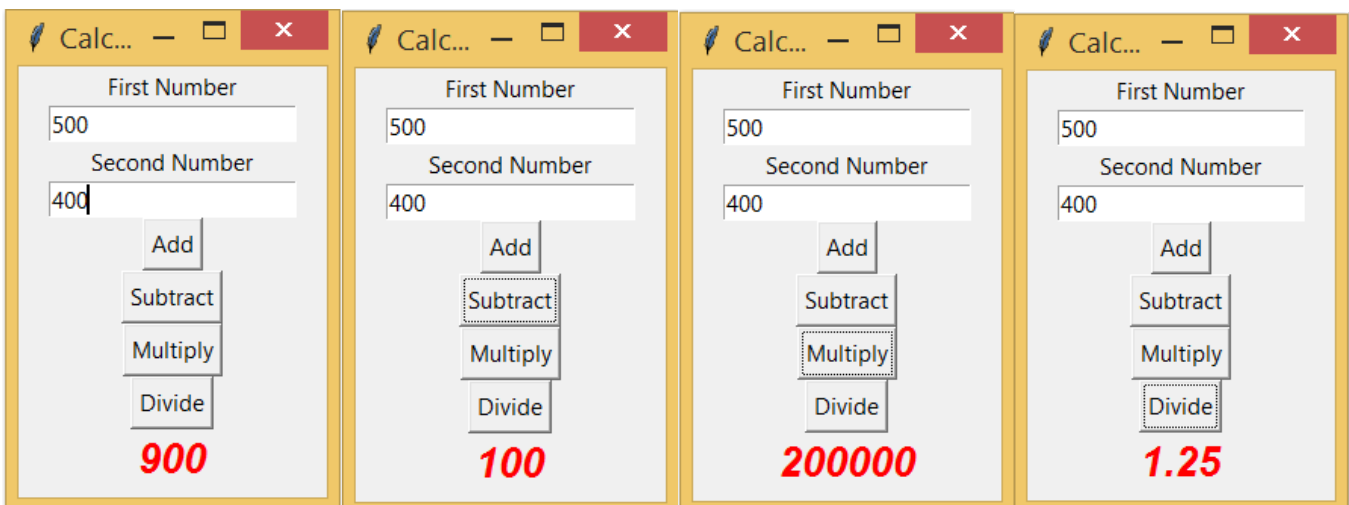 Calc...
First Number
500
Second Number
400
Add
Subtract
Multiply
Divide
900
Calc...
First Number
500
Second Number
400
Add
Subtract
Multiply
Divide
100
Calc...
First Number
500
Second Number
400
Add
Subtract
Multiply
Divide
200000
Calc...
First Number
500
Second Number
400
Add
Subtract
Multiply
Divide
1.25